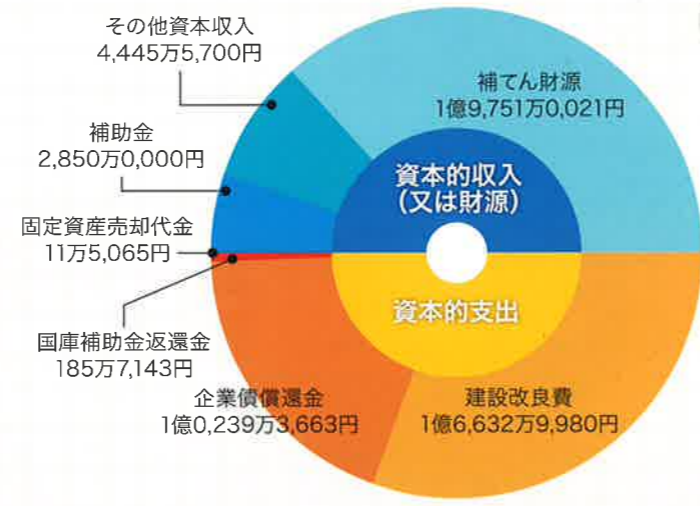 その他資本収入
4,445万5,700円
補てん財源
1億9,751万0,021円
補助金
2,850万0,000円
資本的収入
(又は財源)
固定資産売却代金
11万5,065円
資本的支出
国庫補助金返還金
185万7,143円
企業債償還金
1億0,239万3,663円
建設改良費
1億6,632万9,980円